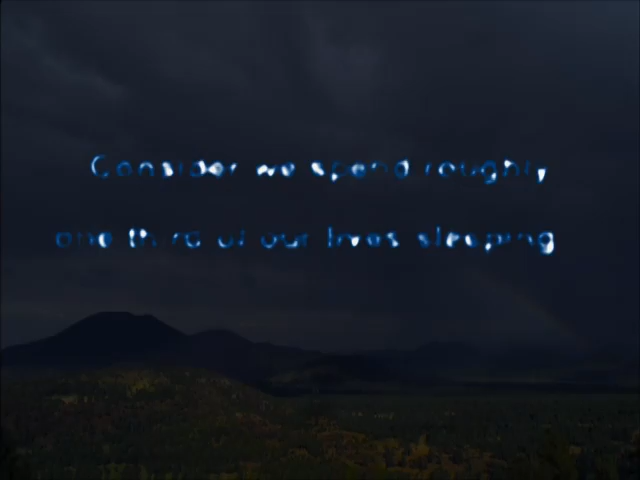 Consider we spend roughly
one third of our lives sleeping